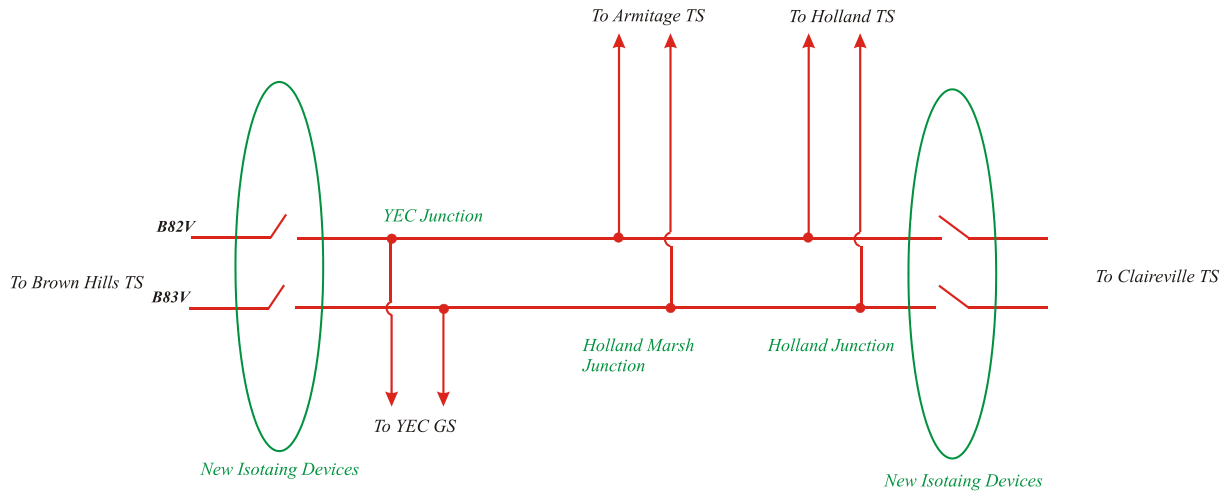 To Armitage TS
To Holland TS
YEC Junction
B82V
To Brown Hills TS
B83V
To Claireville TS
Holland Marsh
Junction
Holland Junction
To YEC GS
New Isotaing Devices
New Isotaing Devices